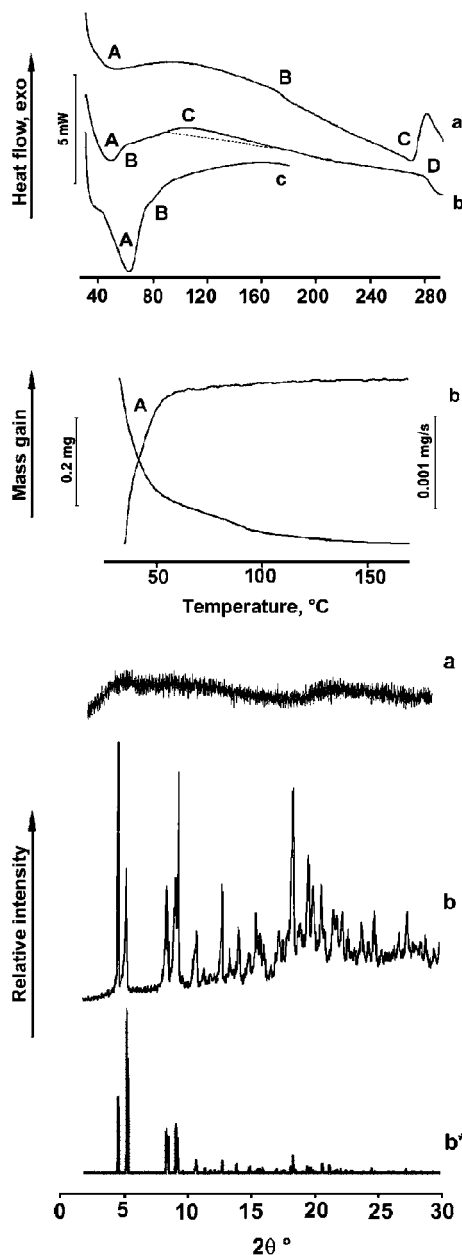 Heat flow, exo
5 mW
A
B
C
a
A
B
C
D
b
A
B
c
40 80 120 160 200 240 280
Mass gain
0.2 mg
A
b
0.001 mg/s
50 100 150
Temperature, °C
Relative intensity
a
b
b*
0 5 10 15 20 25 30
2θ °